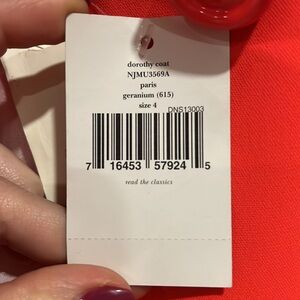 dorothy coat
NJMU3569A
paris
geranium (615)
size 4
DNS13003
7 16453 57924 5
read the classics